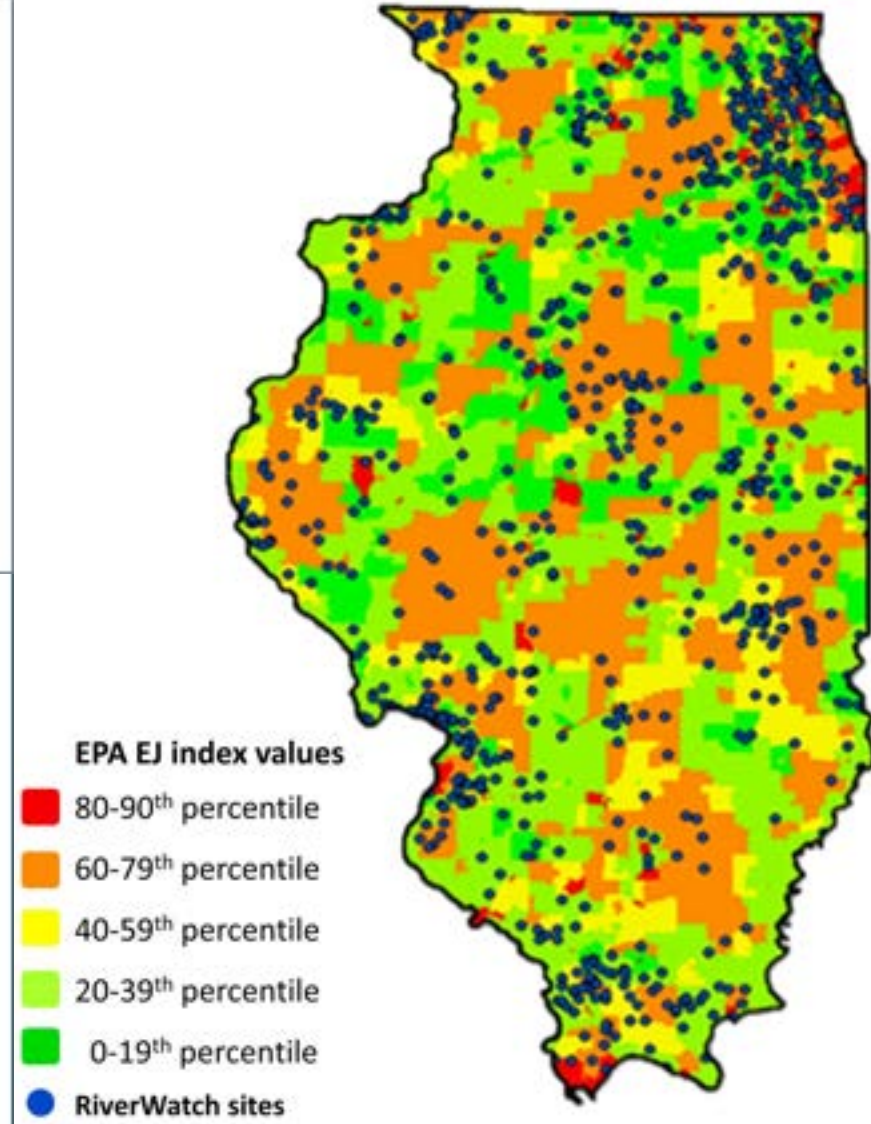 EPA EJ index values
80-90th percentile
60-79th percentile
40-59th percentile
20-39th percentile
0-19th percentile
RiverWatch sites